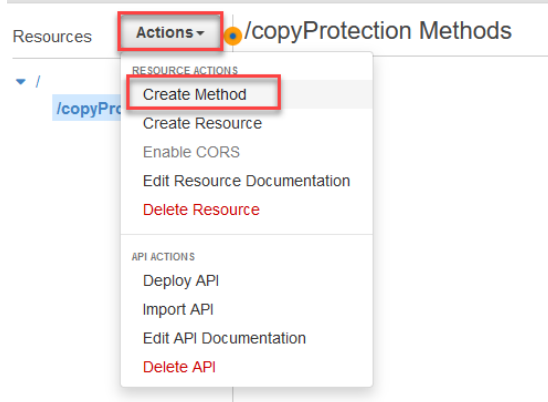 Resources
Actions
/copyProtection Methods
/
/copyPro
RESOURCE ACTIONS
Create Method
Create Resource
Enable CORS
Edit Resource Documentation
Delete Resource
API ACTIONS
Deploy API
Import API
Edit API Documentation
Delete API